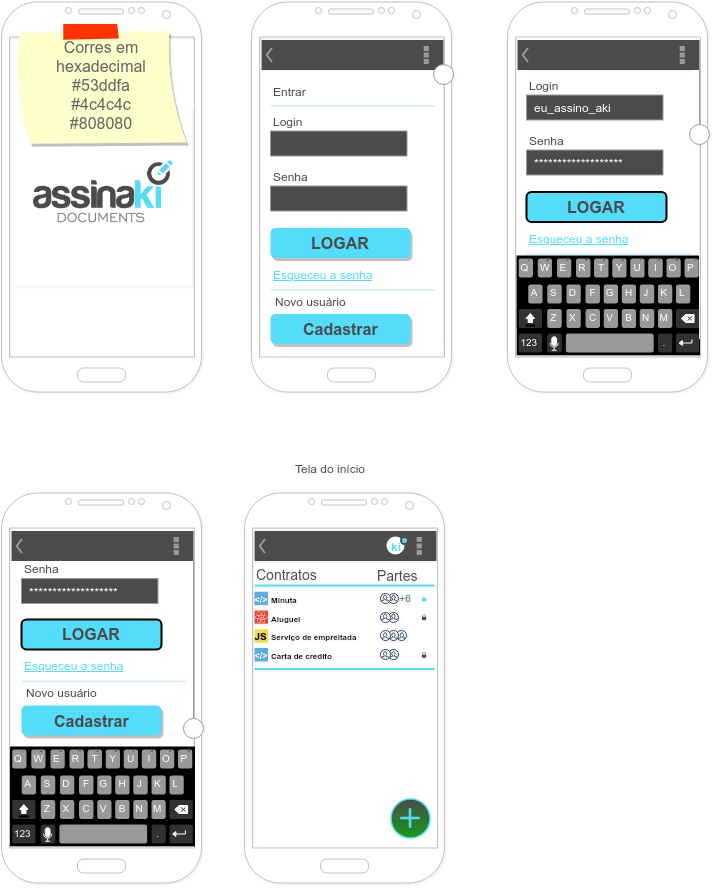 Corres em
hexadecimal
#53ddfa
#4c4c4c
#808080
assinaki
DOCUMENTS
Entrar
Login
Senha
LOGAR
Esqueceu a senha
Novo usuário
Cadastrar
Login
eu_assino_aki
Senha
*******************
LOGAR
Esqueceu a senha
Q W E R T Y U I O P
A S D F G H J K L
Z X C V B N M
123 .
Senha
*******************
LOGAR
Esqueceu a senha
Novo usuário
Cadastrar
Q W E R T Y U I O P
A S D F G H J K L
Z X C V B N M
123 .
Tela do início
ki
Contratos Partes
</> Minuta +6
Aluguel
JS Serviço de empreitada
</> Carta de credito
+